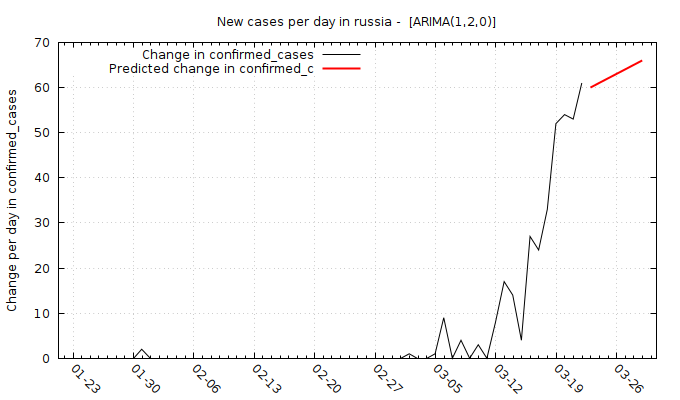 New cases per day in russia -  [ARIMA(1,2,0)]
Change in confirmed_cases
Predicted change in confirmed_c
Change per day in confirmed_cases
70
60
50
40
30
20
10
0
01-23 01-30 02-06 02-13 02-20 02-27 03-05 03-12 03-19 03-26